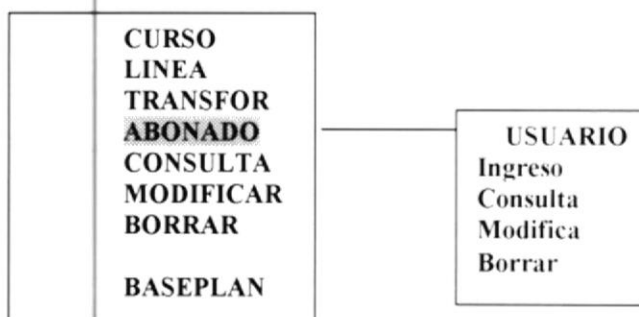 CURSO
LINEA
TRANSFOR
ABONADO
CONSULTA
MODIFICAR
BORRAR
BASEPLAN
USUARIO
Ingreso
Consulta
Modifica
Borrar